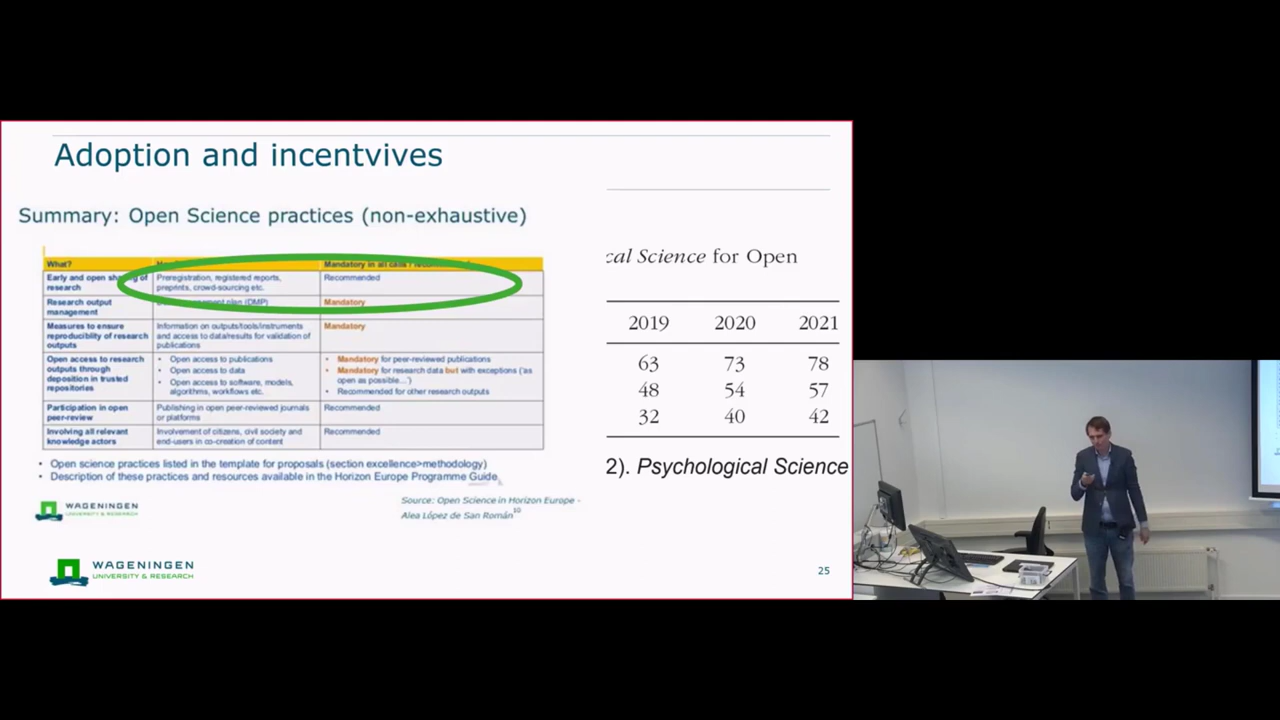 Adoption and incentvives
Summary: Open Science practices (non-exhaustive)
What?
Mandatory in all calls
Early and open sharing of research
Preregistration, registered reports, preprints, crowd-sourcing etc.
Recommended
Research output management
plan (DMP)
Mandatory
Measures to ensure reproducibility of research outputs
Information on outputs/tools/instruments and access to data/results for validation of publications
Mandatory
Open access to research outputs through deposition in trusted repositories
• Open access to publications
• Open access to data
• Open access to software, models, algorithms, workflows etc.
• Mandatory for peer-reviewed publications
• Mandatory for research data but with exceptions ('as open as possible...')
• Recommended for other research outputs
Participation in open peer-review
Publishing in open peer-reviewed journals or platforms
Recommended
Involving all relevant knowledge actors
Involvement of citizens, civil society and end-users in co-creation of content
Recommended
• Open science practices listed in the template for proposals (section excellence>methodology)
• Description of these practices and resources available in the Horizon Europe Programme Guide
WAGENINGEN
UNIVERSITY & RESEARCH
Source: Open Science in Horizon Europe -
Alea López de San Román
10
cal Science for Open
2019 2020 2021
63 73 78
48 54 57
32 40 42
2). Psychological Science
WAGENINGEN
UNIVERSITY & RESEARCH
25